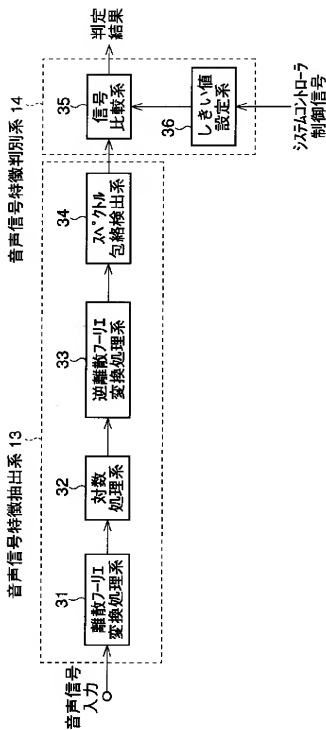 音声信号特徴抽出系 13
音声信号特徴判別系 14
音声信号
入力
31
離散フーリエ
変換処理系
32
対数
処理系
33
逆離散フーリエ
変換処理系
34
スペクトル
包絡検出系
35
信号
比較系
判定
結果
36
しきい値
設定系
システムコントローラ
制御信号